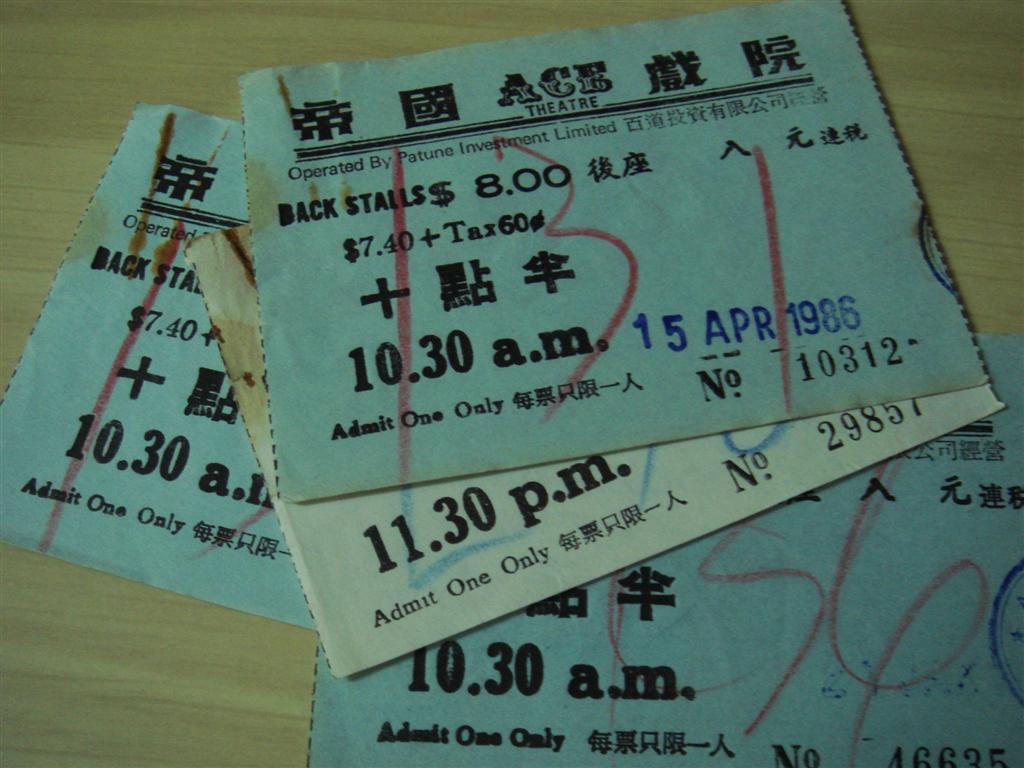 帝國 ACE THEATRE 戲院
Operated By Patune Investment Limited 百道投資有限公司經營
BACK STALLS $ 8.00 後座 八元連稅
$7.40 + Tax60¢
十點半
10.30 a.m. 15 APR 1986
Admit One Only 每票只限一人 Nº 10312
131
帝
Operated
BACK STAL
$7.40 +
十點
10.30 a.m
Admit One Only 每票只限一
11.30 p.m.
Admit One Only 每票只限一人 Nº 29857
公司經營
八元連稅
點半
10.30 a.m.
Admit One Only 每票只限一人 Nº 46635